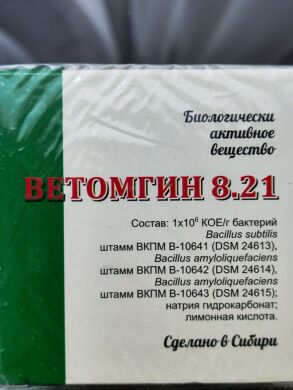 Биологически
активное
вещество
ВЕТОМГИН 8.21
Состав: 1x10⁶ КОЕ/г бактерий
Bacillus subtilis
штамм ВКПМ В-10641 (DSM 24613),
Bacillus amyloliquefaciens
штамм ВКПМ В-10642 (DSM 24614),
Bacillus amyloliquefaciens
штамм ВКПМ В-10643 (DSM 24615);
натрия гидрокарбонат;
лимонная кислота.
Сделано в Сибири